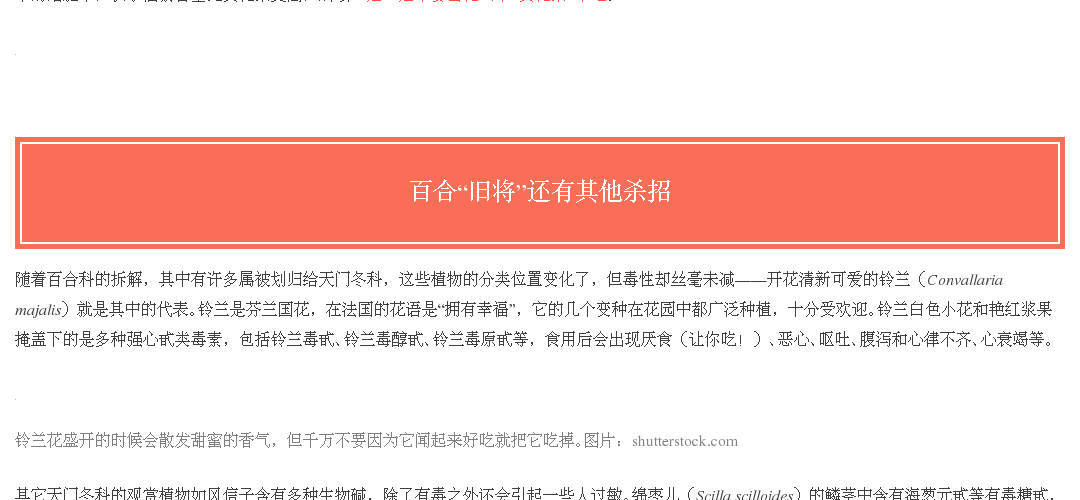 百合“旧将”还有其他杀招
随着百合科的拆解，其中有许多属被划归给天门冬科，这些植物的分类位置变化了，但毒性却丝毫未减——开花清新可爱的铃兰（Convallaria
majalis）就是其中的代表。铃兰是芬兰国花，在法国的花语是“拥有幸福”，它的几个变种在花园中都广泛种植，十分受欢迎。铃兰白色小花和艳红浆果
掩盖下的是多种强心甙类毒素，包括铃兰毒甙、铃兰毒醇甙、铃兰毒原甙等，食用后会出现厌食（让你吃！）、恶心、呕吐、腹泻和心律不齐、心衰竭等。
铃兰花盛开的时候会散发甜蜜的香气，但千万不要因为它闻起来好吃就把它吃掉。图片：shutterstock.com
其它天门冬科的观赏植物如风信子含有多种生物碱，除了有毒之外还会引起一些人过敏。绵枣儿（Scilla scilloides）的鳞茎中含有海葱元甙等有毒糖甙，